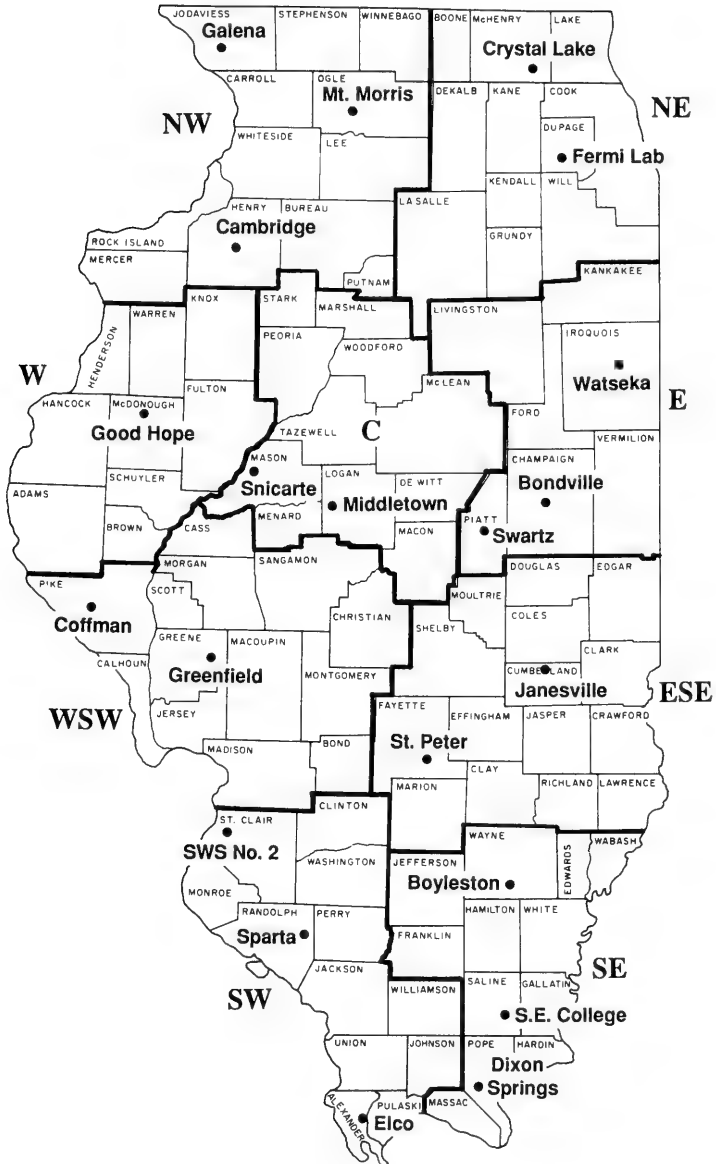 JODAVIESS
STEPHENSON
WINNEBAGO
BOONE
McHENRY
LAKE
Galena
Crystal Lake
CARROLL
OGLE
Mt. Morris
DEKALB
KANE
COOK
NW
NE
DUPAGE
WHITESIDE
LEE
Fermi Lab
KENDALL
WILL
LA SALLE
HENRY
BUREAU
Cambridge
GRUNDY
ROCK ISLAND
MERCER
PUTNAM
KANKAKEE
KNOX
STARK
WARREN
MARSHALL
LIVINGSTON
HENDERSON
PEORIA
IROQUOIS
WOODFORD
W
Watseka
McLEAN
E
FULTON
HANCOCK
McDONOUGH
FORD
C
Good Hope
TAZEWELL
VERMILION
MASON
CHAMPAIGN
SCHUYLER
LOGAN
DE WITT
Snicarte
Bondville
ADAMS
Middletown
MENARD
PIATT
BROWN
CASS
MACON
Swartz
MORGAN
SANGAMON
DOUGLAS
EDGAR
PIKE
SCOTT
MOULTRIE
Coffman
CHRISTIAN
COLES
SHELBY
GREENE
MACOUPIN
CLARK
CALHOUN
Greenfield
MONTGOMERY
CUMBERLAND
Janesville
ESE
WSW
JERSEY
FAYETTE
EFFINGHAM
JASPER
CRAWFORD
St. Peter
MADISON
BOND
CLAY
MARION
RICHLAND
LAWRENCE
CLINTON
ST. CLAIR
WAYNE
WABASH
SWS No. 2
WASHINGTON
JEFFERSON
EDWARDS
Boyleston
MONROE
RANDOLPH
PERRY
HAMILTON
WHITE
Sparta
FRANKLIN
SE
JACKSON
SW
WILLIAMSON
SALINE
GALLATIN
S.E. College
UNION
JOHNSON
POPE
HARDIN
Dixon
Springs
ALEXANDER
PULASKI
MASSAC
Elco